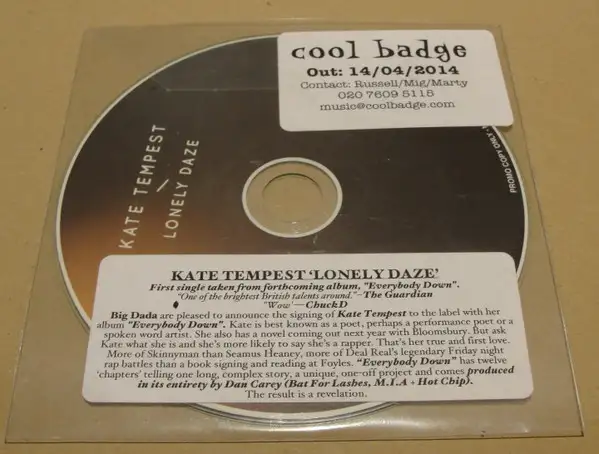 cool badge
Out: 14/04/2014
Contact: Russell/Mig/Marty
020 7609 5115
music@coolbadge.com
KATE TEMPEST
LONELY DAZE
PROMO COPY ONLY
KATE TEMPEST 'LONELY DAZE'
First single taken from forthcoming album, "Everybody Down".
"One of the brightest British talents around."–The Guardian
"Wow"—Chuck D
Big Dada are pleased to announce the signing of Kate Tempest to the label with her
album "Everybody Down". Kate is best known as a poet, perhaps a performance poet or a
spoken word artist. She also has a novel coming out next year with Bloomsbury. But ask
Kate what she is and she's more likely to say she's a rapper. That's her true and first love.
More of Skinnyman than Seamus Heaney, more of Deal Real's legendary Friday night
rap battles than a book signing and reading at Foyles. "Everybody Down" has twelve
'chapters' telling one long, complex story, a unique, one-off project and comes produced
in its entirety by Dan Carey (Bat For Lashes, M.I.A + Hot Chip).
The result is a revelation.